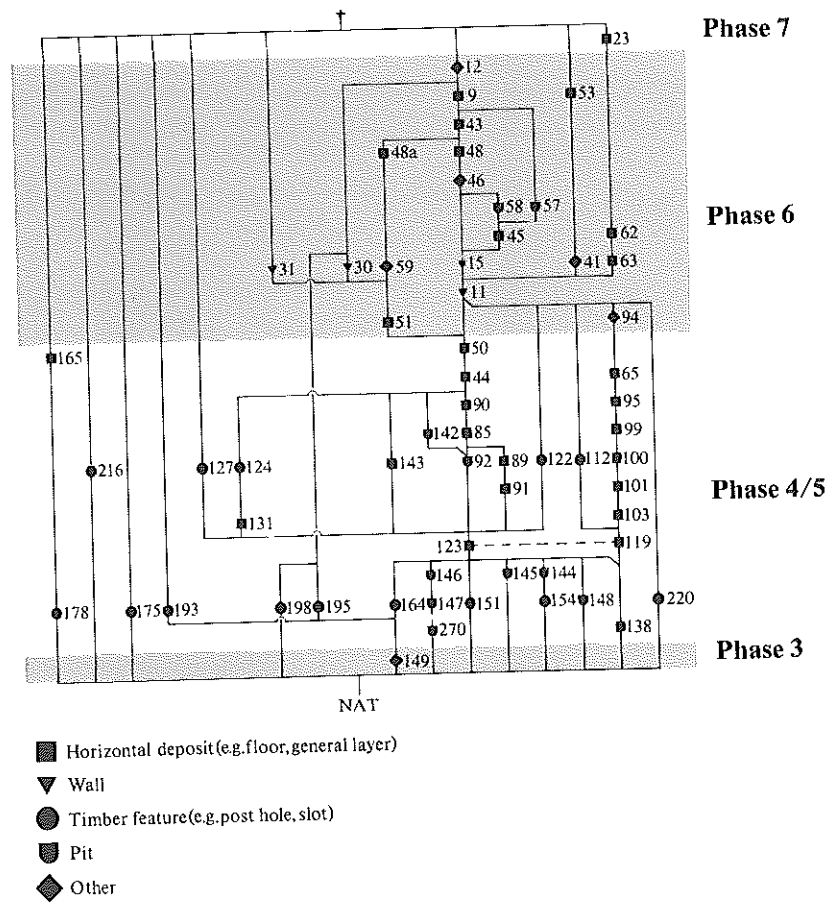 † Phase 7
23
12
53
9
43
48a 48
46
58 57 Phase 6
45 62
31 30 59 15 41 63
11
51 94
165 50
44 65
90 95
142 85 99
216 127 124 143 92 89 122 112 100
91 101 Phase 4/5
131 103
123 119
146 145 144
178 175 193 198 195 164 147 151 154 148 220
270 138
149 Phase 3
NAT
Horizontal deposit(e.g.floor,general layer)
Wall
Timber feature(e.g.post hole,slot)
Pit
Other